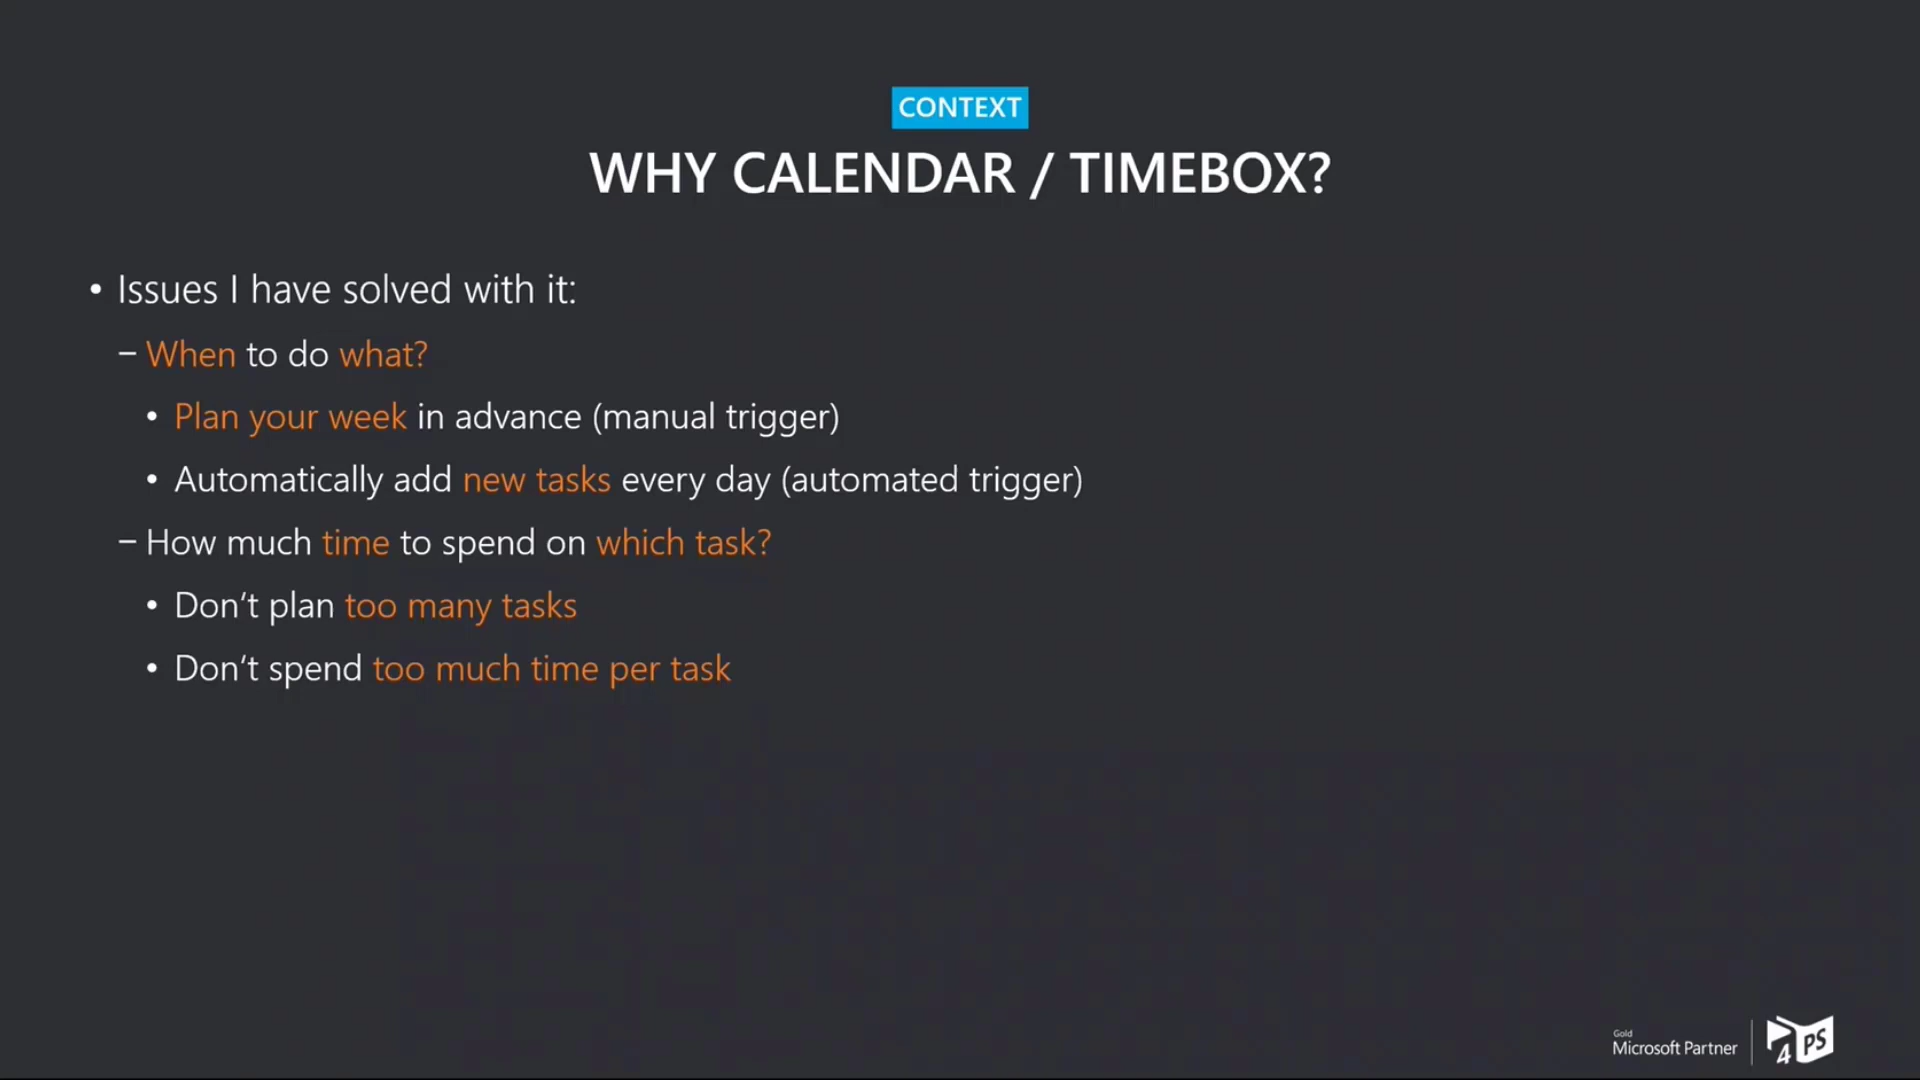 CONTEXT
WHY CALENDAR / TIMEBOX?
• Issues I have solved with it:
– When to do what?
• Plan your week in advance (manual trigger)
• Automatically add new tasks every day (automated trigger)
– How much time to spend on which task?
• Don‘t plan too many tasks
• Don‘t spend too much time per task
Gold
Microsoft Partner
4PS